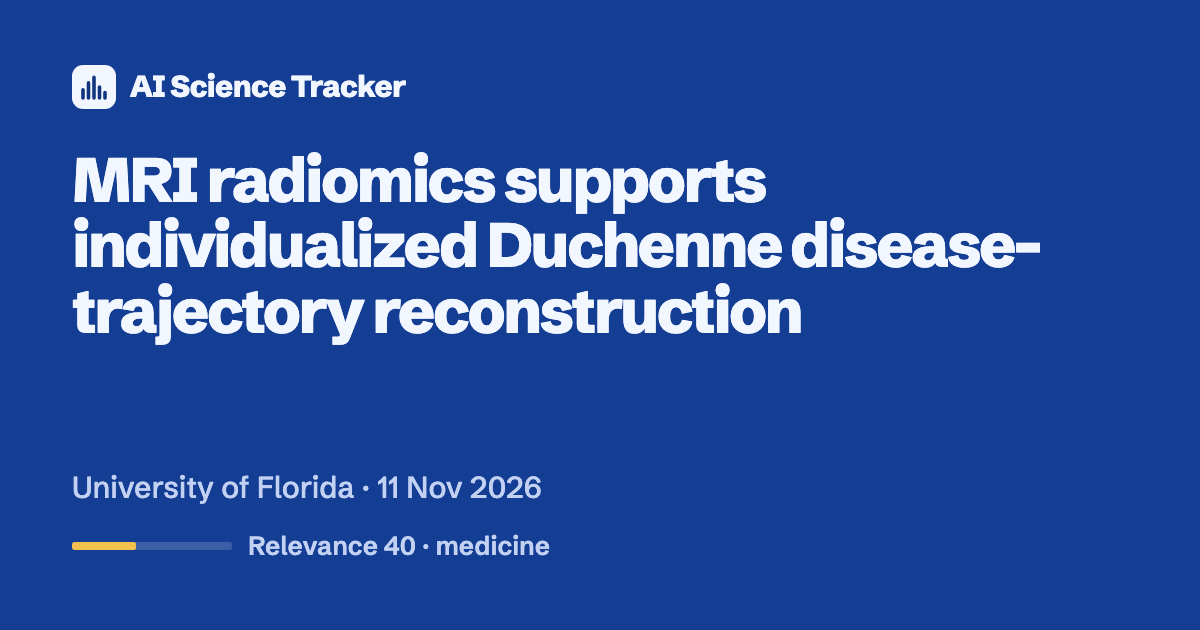 AI Science Tracker
MRI radiomics supports
individualized Duchenne disease-
trajectory reconstruction
University of Florida · 11 Nov 2026
Relevance 40 · medicine